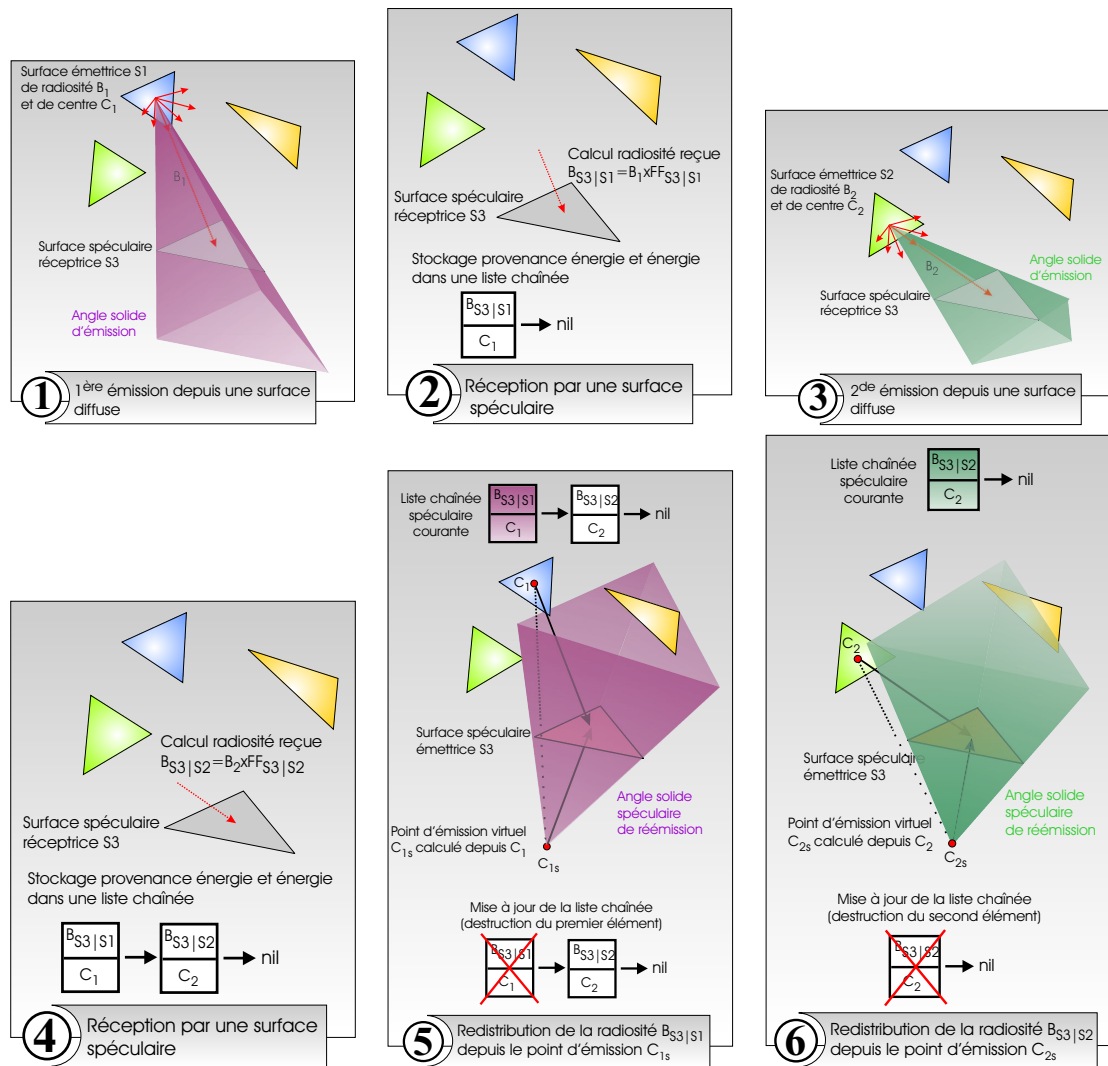 Surface émettrice S1
de radiosité B1
et de centre C1
B1
Surface spéculaire
réceptrice S3
Angle solide
d'émission
1 1ère émission depuis une surface
diffuse
Calcul radiosité reçue
BS3|S1=B1xFFS3|S1
Surface spéculaire
réceptrice S3
Stockage provenance énergie et énergie
dans une liste chaînée
BS3|S1
C1
nil
2 Réception par une surface
spéculaire
Surface émettrice S2
de radiosité B2
et de centre C2
B2
Angle solide
d'émission
Surface spéculaire
réceptrice S3
3 2de émission depuis une surface
diffuse
Calcul radiosité reçue
BS3|S2=B2xFFS3|S2
Surface spéculaire
réceptrice S3
Stockage provenance énergie et énergie
dans une liste chaînée
BS3|S1 BS3|S2
C1 C2
nil
4 Réception par une surface
spéculaire
Liste chaînée
spéculaire
courante
BS3|S1 BS3|S2
C1 C2
nil
C1
Surface spéculaire
émettrice S3
Angle solide
spéculaire
de réémission
Point d'émission virtuel
C1s calculé depuis C1
C1s
Mise à jour de la liste chaînée
(destruction du premier élément)
BS3|S1 BS3|S2
C1 C2
nil
5 Redistribution de la radiosité BS3|S1
depuis le point d'émission C1s
Liste chaînée
spéculaire
courante
BS3|S2
C2
nil
C2
Surface spéculaire
émettrice S3
Angle solide
spéculaire
de réémission
Point d'émission virtuel
C2s calculé depuis C2
C2s
Mise à jour de la liste chaînée
(destruction du second élément)
BS3|S2
C2
nil
6 Redistribution de la radiosité BS3|S2
depuis le point d'émission C2s